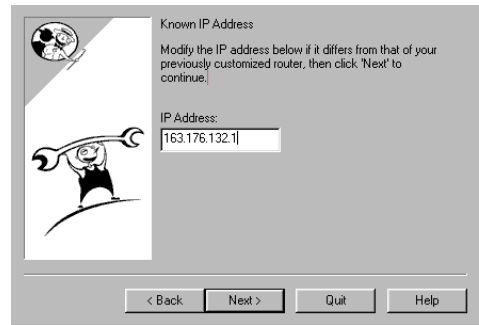 Known IP Address
Modify the IP address below if it differs from that of your
previously customized router, then click 'Next' to
continue.
IP Address:
163.176.132.1
< Back Next > Quit Help